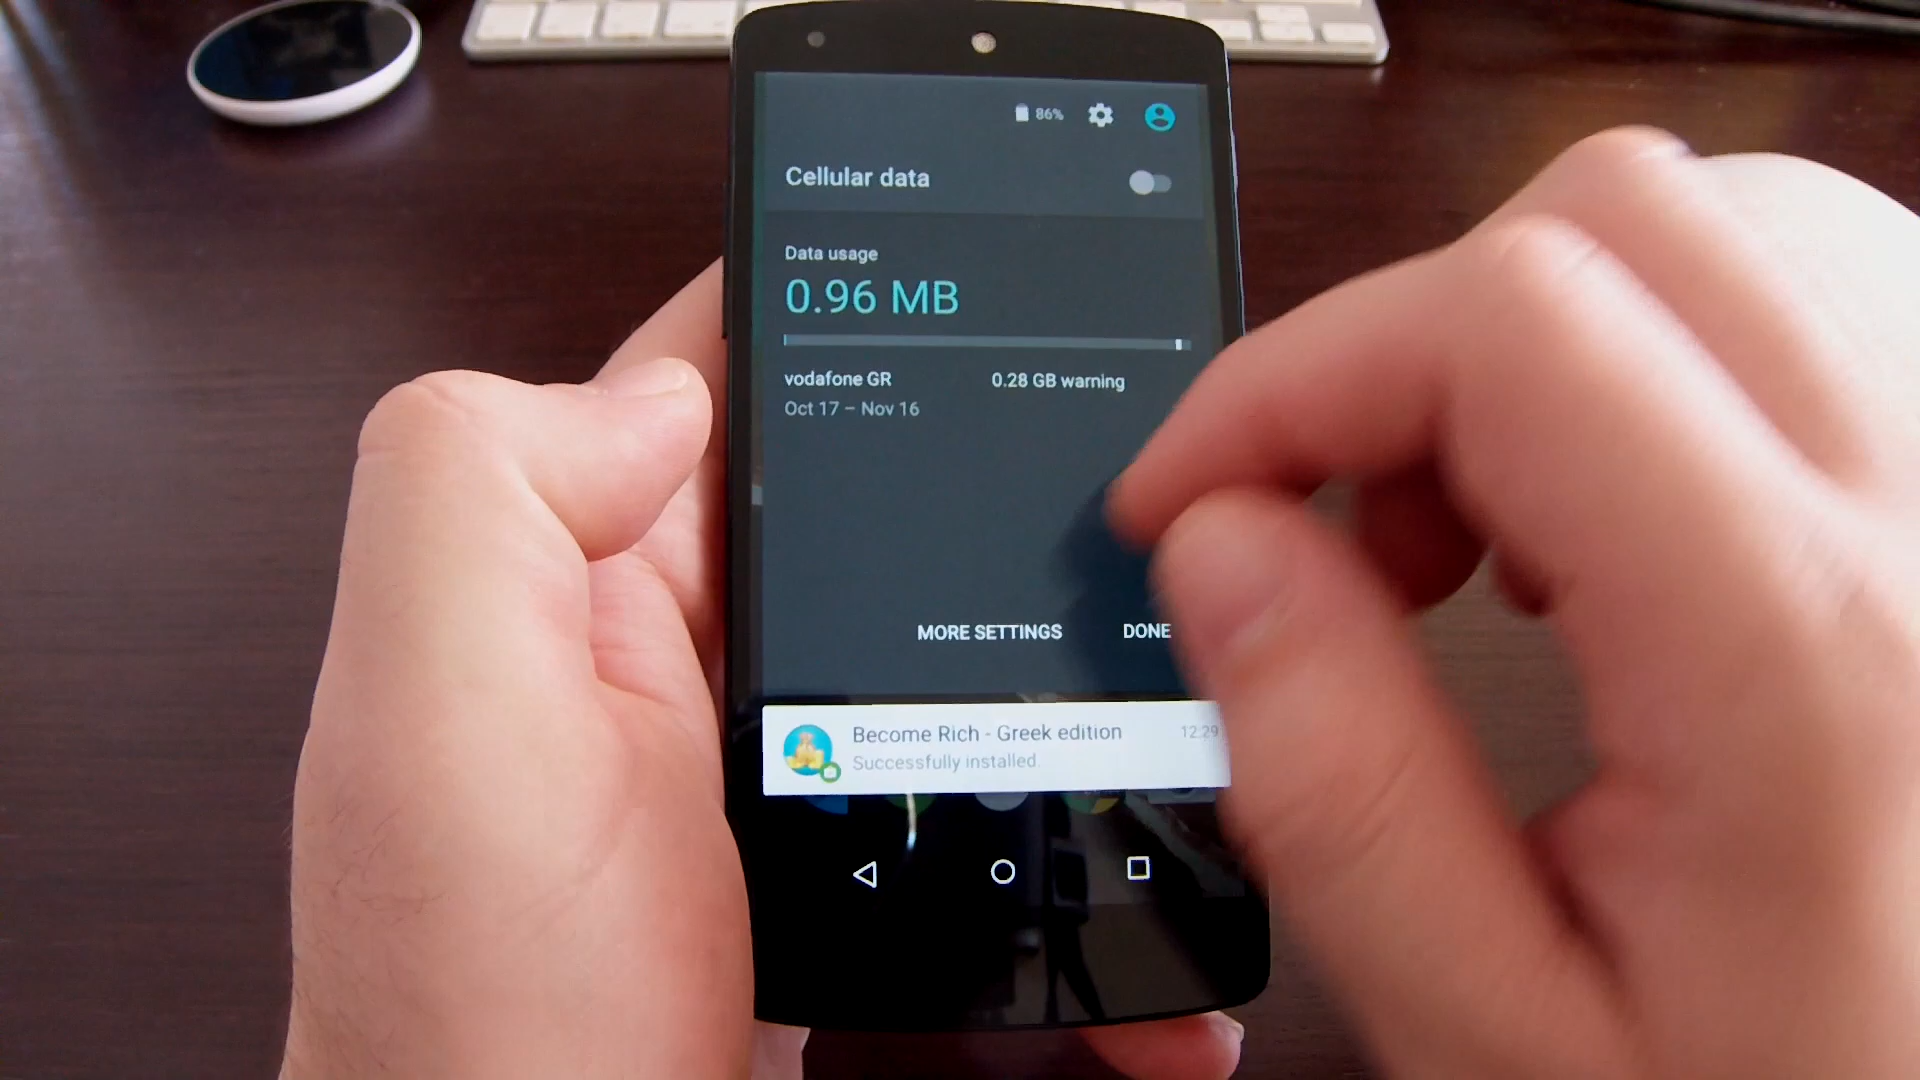 86%
Cellular data
Data usage
0.96 MB
vodafone GR
0.28 GB warning
Oct 17 – Nov 16
MORE SETTINGS
DONE
Become Rich - Greek edition
12:29
Successfully installed.